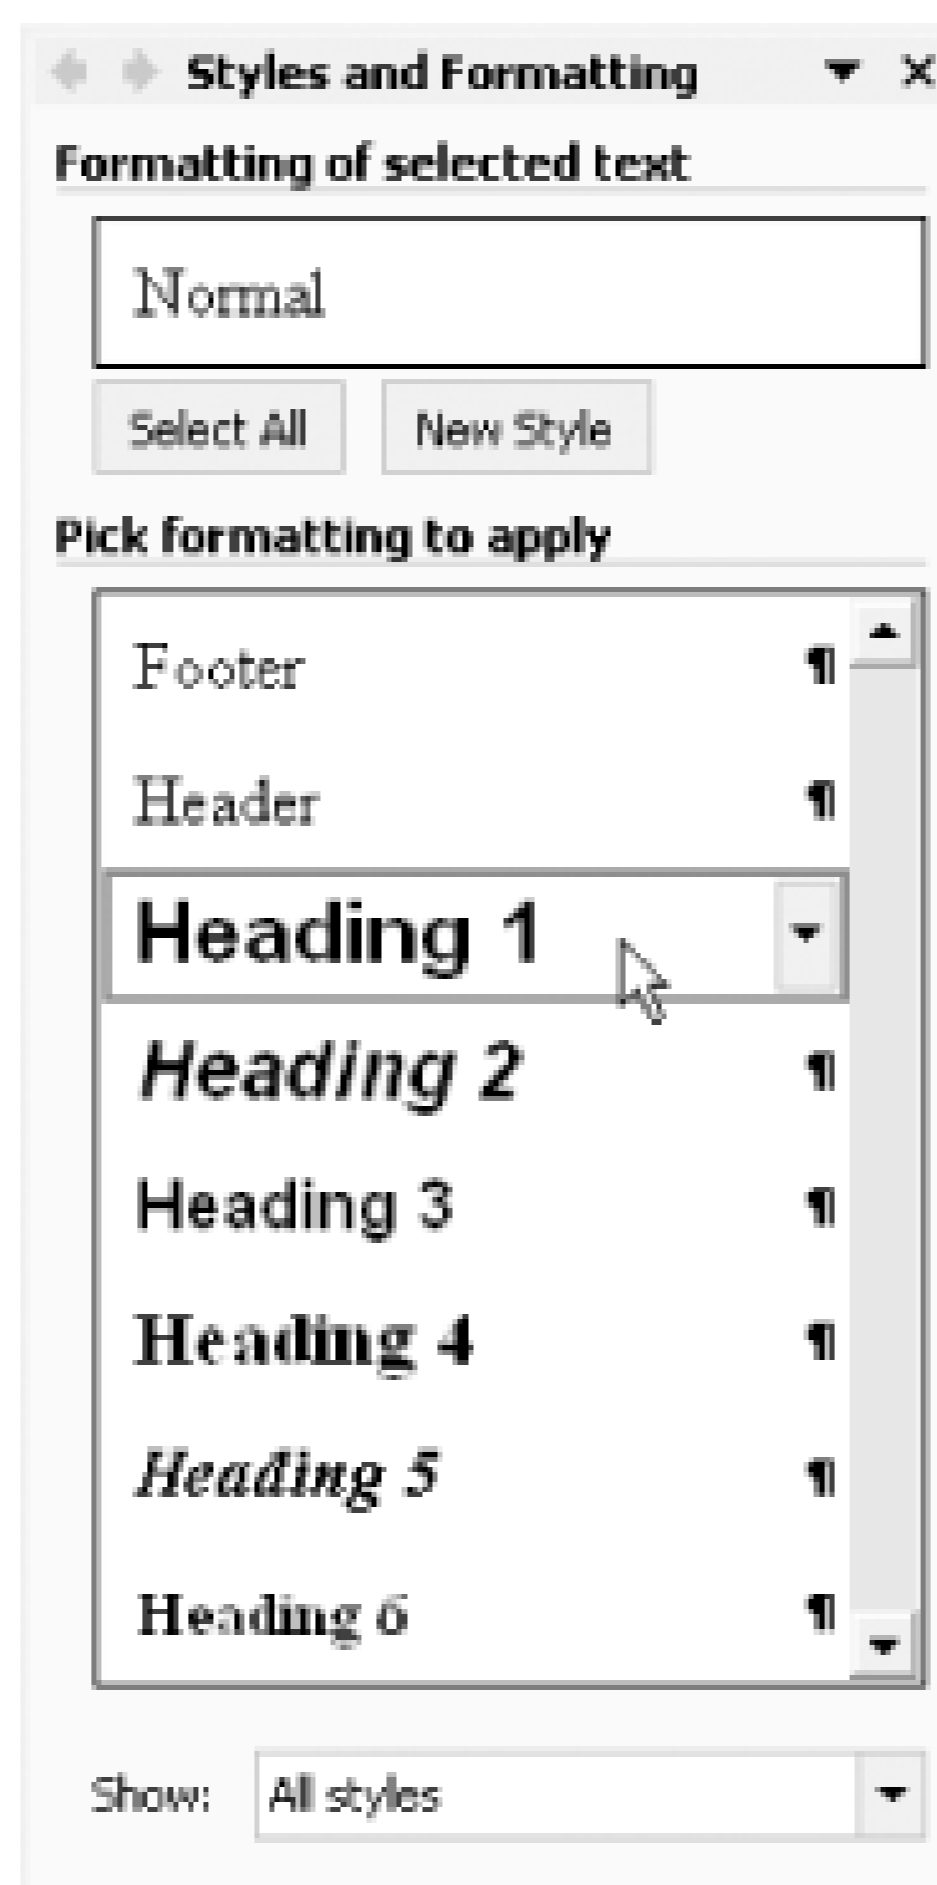 Styles and Formatting
Formatting of selected text
Normal
Select All New Style
Pick formatting to apply
Footer ¶
Header ¶
Heading 1
Heading 2 ¶
Heading 3 ¶
Heading 4 ¶
Heading 5 ¶
Heading 6 ¶
Show: All styles